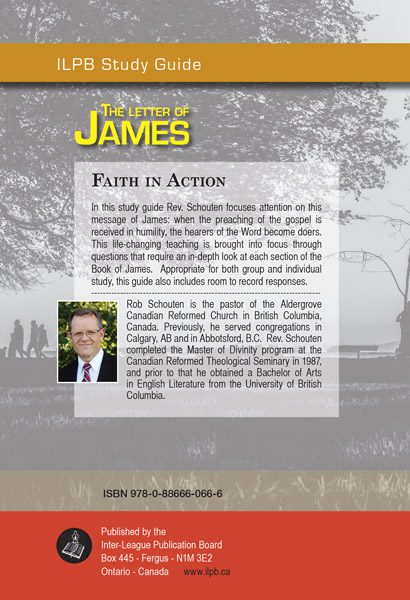 ILPB Study Guide
THE LETTER OF
JAMES
FAITH IN ACTION
In this study guide Rev. Schouten focuses attention on this
message of James: when the preaching of the gospel is
received in humility, the hearers of the Word become doers.
This life-changing teaching is brought into focus through
questions that require an in-depth look at each section of the
Book of James.  Appropriate for both group and individual
study, this guide also includes room to record responses.
Rob Schouten is the pastor of the Aldergrove
Canadian Reformed Church in British Columbia,
Canada. Previously, he served congregations in
Calgary, AB and in Abbotsford, B.C.  Rev. Schouten
completed the Master of Divinity program at the
Canadian Reformed Theological Seminary in 1987,
and prior to that he obtained a Bachelor of Arts
in English Literature from the University of British
Columbia.
ISBN 978-0-88666-066-6
Published by the
Inter-League Publication Board
Box 445 - Fergus - N1M 3E2
Ontario - Canada    www.ilpb.ca